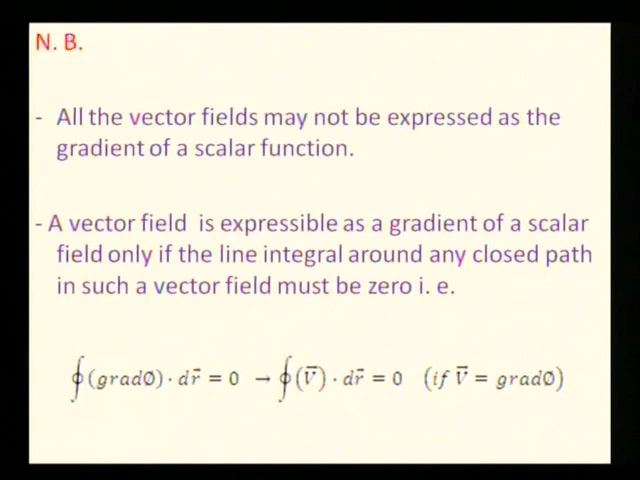 N. B.
- All the vector fields may not be expressed as the
gradient of a scalar function.
- A vector field is expressible as a gradient of a scalar
field only if the line integral around any closed path
in such a vector field must be zero i. e.
∮(gradØ) · dr⃗ = 0 → ∮(V⃗) · dr⃗ = 0 (if V⃗ = gradØ)